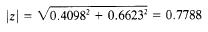 |z| = √0.4098² + 0.6623² = 0.7788